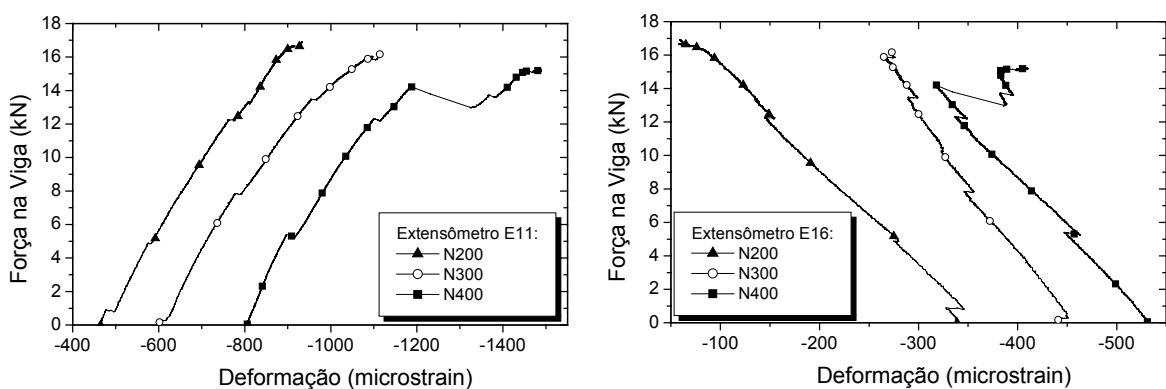 18
16
14
12
10
8
6
4
2
0
Força na Viga (kN)
Extensômetro E11:
N200
N300
N400
-400 -600 -800 -1000 -1200 -1400
Deformação (microstrain)
18
16
14
12
10
8
6
4
2
0
Força na Viga (kN)
Extensômetro E16:
N200
N300
N400
-100 -200 -300 -400 -500
Deformação (microstrain)